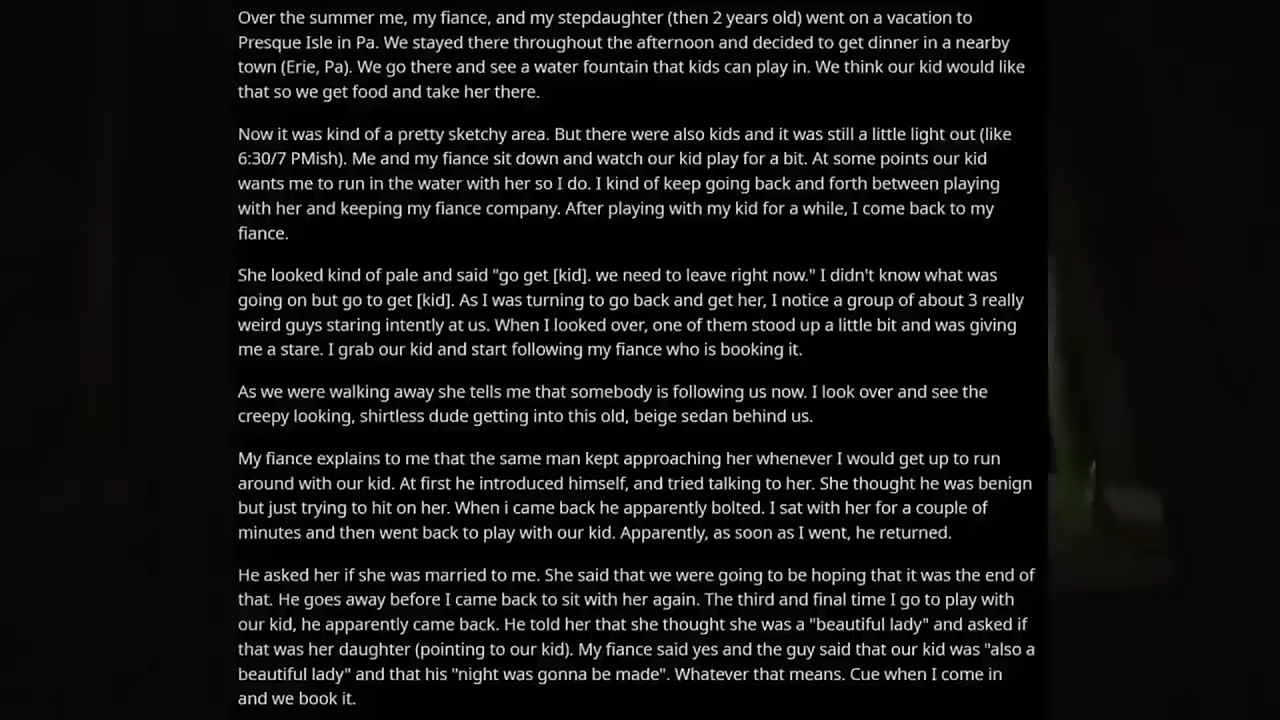 Over the summer me, my fiance, and my stepdaughter (then 2 years old) went on a vacation to
Presque Isle in Pa. We stayed there throughout the afternoon and decided to get dinner in a nearby
town (Erie, Pa). We go there and see a water fountain that kids can play in. We think our kid would like
that so we get food and take her there.
Now it was kind of a pretty sketchy area. But there were also kids and it was still a little light out (like
6:30/7 PMish). Me and my fiance sit down and watch our kid play for a bit. At some points our kid
wants me to run in the water with her so I do. I kind of keep going back and forth between playing
with her and keeping my fiance company. After playing with my kid for a while, I come back to my
fiance.
She looked kind of pale and said "go get [kid]. we need to leave right now." I didn't know what was
going on but go to get [kid]. As I was turning to go back and get her, I notice a group of about 3 really
weird guys staring intently at us. When I looked over, one of them stood up a little bit and was giving
me a stare. I grab our kid and start following my fiance who is booking it.
As we were walking away she tells me that somebody is following us now. I look over and see the
creepy looking, shirtless dude getting into this old, beige sedan behind us.
My fiance explains to me that the same man kept approaching her whenever I would get up to run
around with our kid. At first he introduced himself, and tried talking to her. She thought he was benign
but just trying to hit on her. When i came back he apparently bolted. I sat with her for a couple of
minutes and then went back to play with our kid. Apparently, as soon as I went, he returned.
He asked her if she was married to me. She said that we were going to be hoping that it was the end of
that. He goes away before I came back to sit with her again. The third and final time I go to play with
our kid, he apparently came back. He told her that she thought she was a "beautiful lady" and asked if
that was her daughter (pointing to our kid). My fiance said yes and the guy said that our kid was "also a
beautiful lady" and that his "night was gonna be made". Whatever that means. Cue when I come in
and we book it.